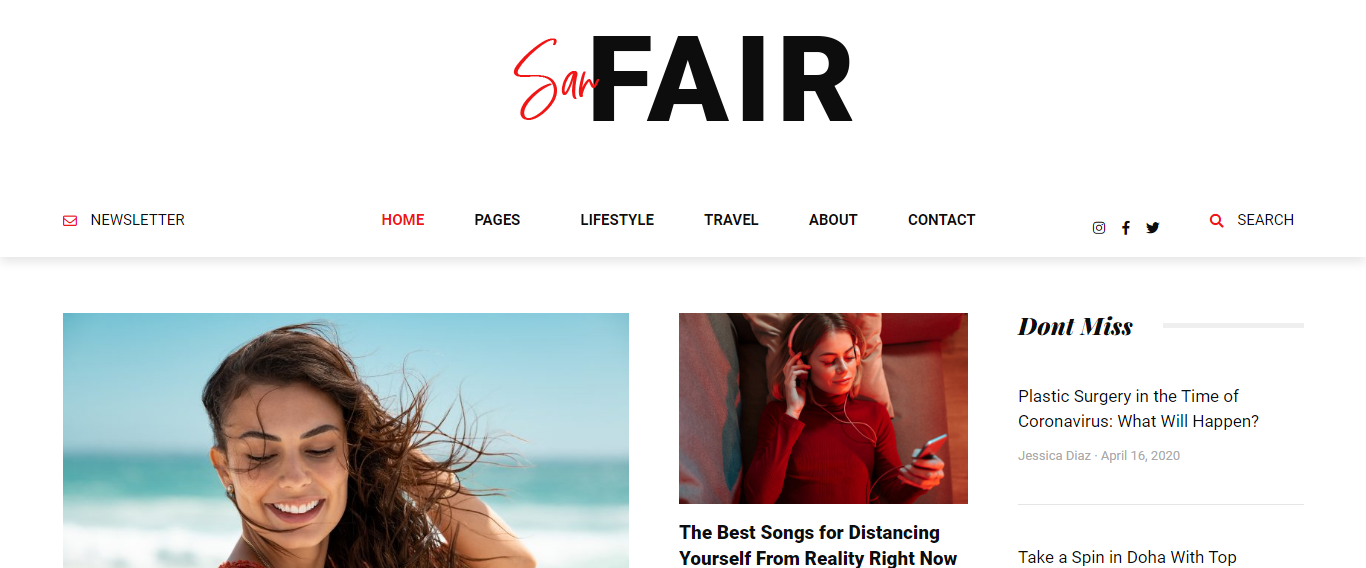 San FAIR
NEWSLETTER
HOME PAGES LIFESTYLE TRAVEL ABOUT CONTACT
SEARCH
The Best Songs for Distancing
Yourself From Reality Right Now
Dont Miss
Plastic Surgery in the Time of
Coronavirus: What Will Happen?
Jessica Diaz · April 16, 2020
Take a Spin in Doha With Top